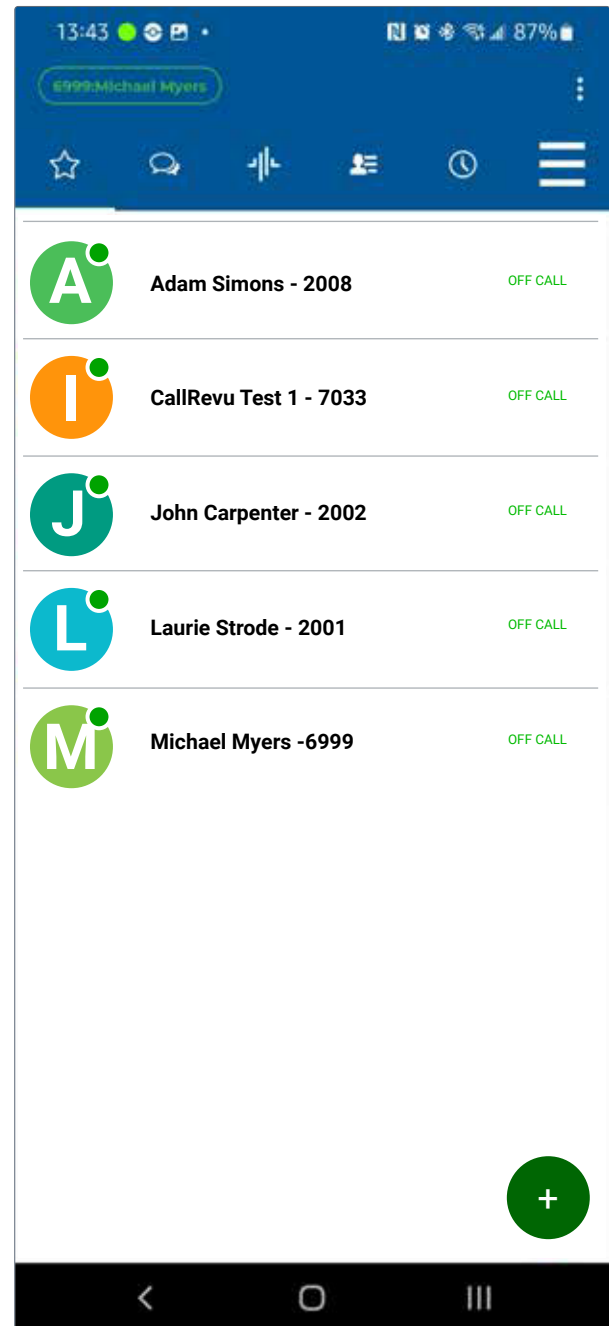 13:43
87%
6999:Michael Myers
A Adam Simons - 2008 OFF CALL
I CallRevu Test 1 - 7033 OFF CALL
J John Carpenter - 2002 OFF CALL
L Laurie Strode - 2001 OFF CALL
M Michael Myers -6999 OFF CALL
+